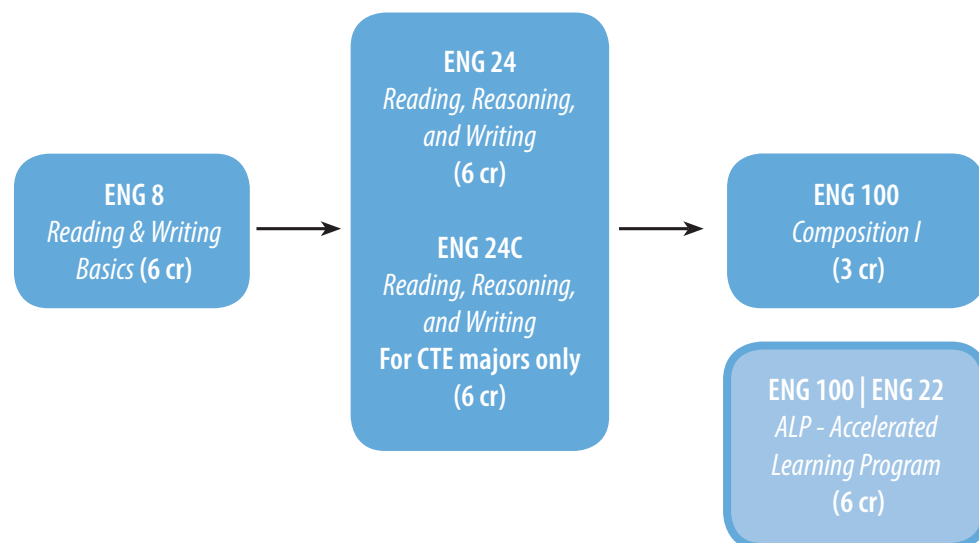 ENG 8
Reading & Writing
Basics (6 cr)
ENG 24
Reading, Reasoning,
and Writing
(6 cr)
ENG 24C
Reading, Reasoning,
and Writing
For CTE majors only
(6 cr)
ENG 100
Composition I
(3 cr)
ENG 100 | ENG 22
ALP - Accelerated
Learning Program
(6 cr)